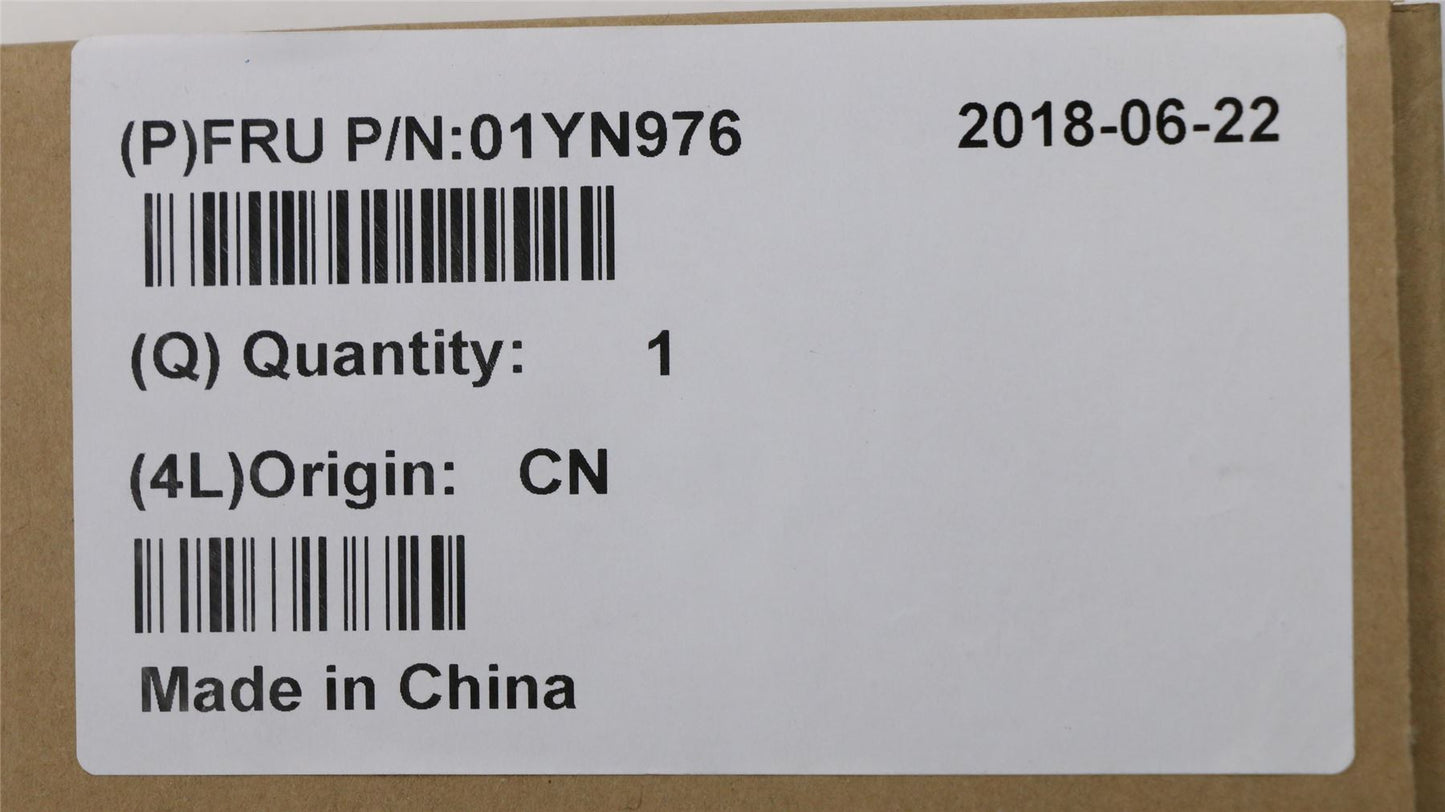 (P)FRU P/N:01YN976 2018-06-22
(Q) Quantity: 1
(4L)Origin: CN
Made in China